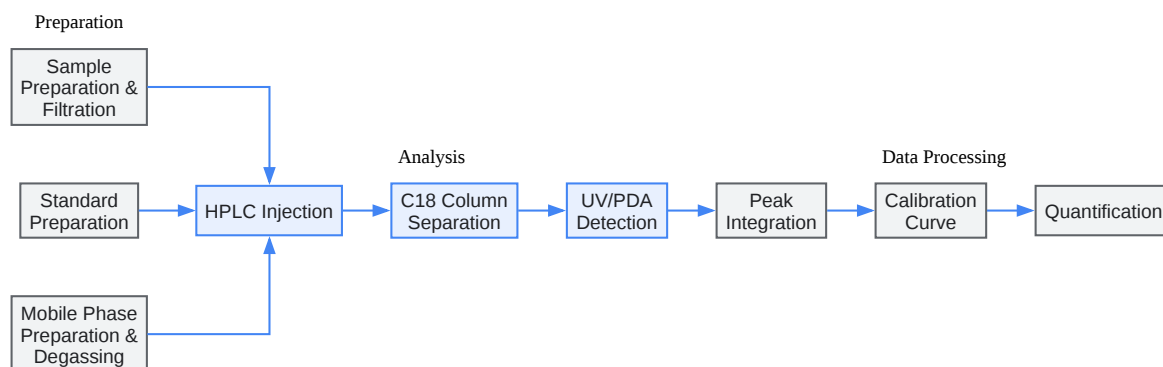 Preparation
Sample
Preparation &
Filtration
Standard
Preparation
Mobile Phase
Preparation &
Degassing
HPLC Injection
Analysis
C18 Column
Separation
UV/PDA
Detection
Peak
Integration
Data Processing
Calibration
Curve
Quantification